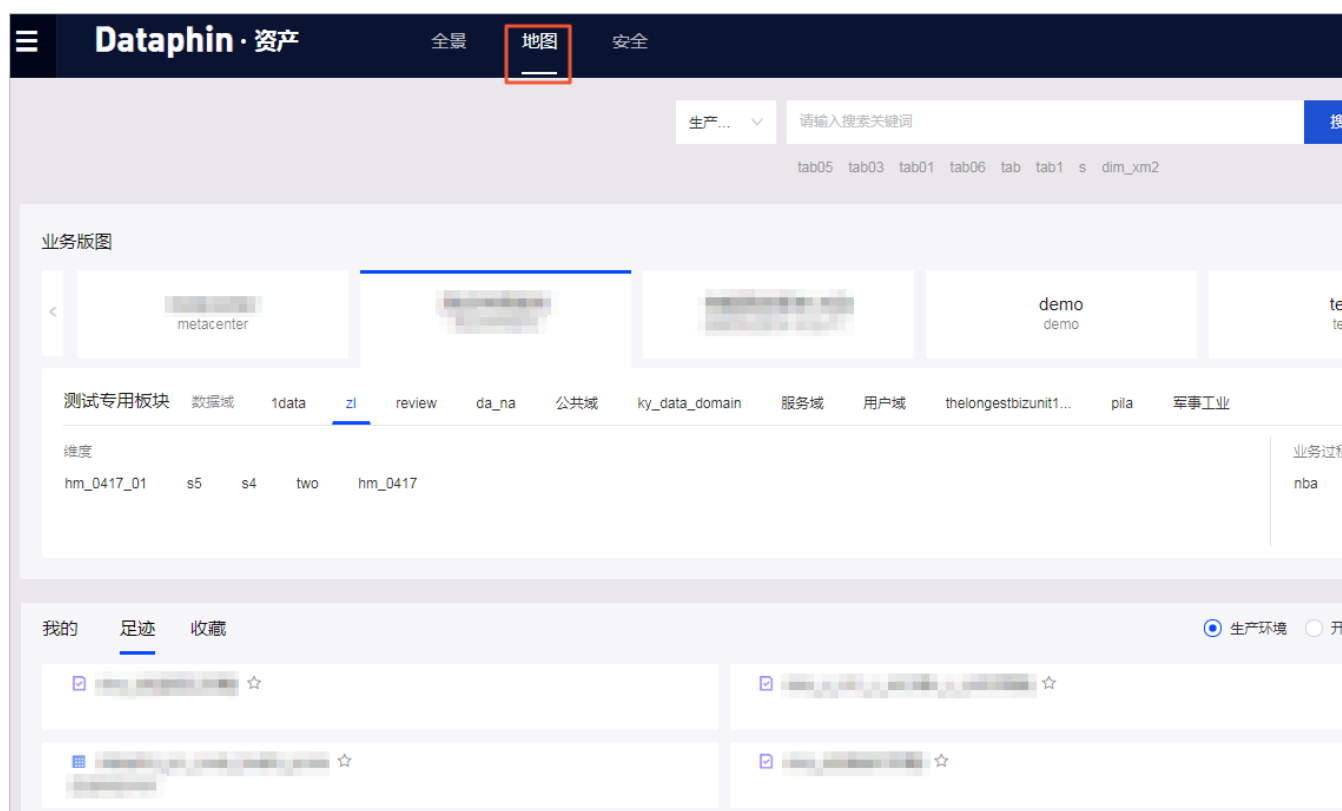 Dataphin · 资产 全景 地图 安全
生产... 请输入搜索关键词
tab05 tab03 tab01 tab06 tab tab1 s dim_xm2
业务版图
demo
metacenter demo
测试专用板块 数据域 1data zl review da_na 公共域 ky_data_domain 服务域 用户域 thelongestbizunit1... pila 军事工业
维度 业务过
hm_0417_01 s5 s4 two hm_0417 nba
我的 足迹 收藏 生产环境